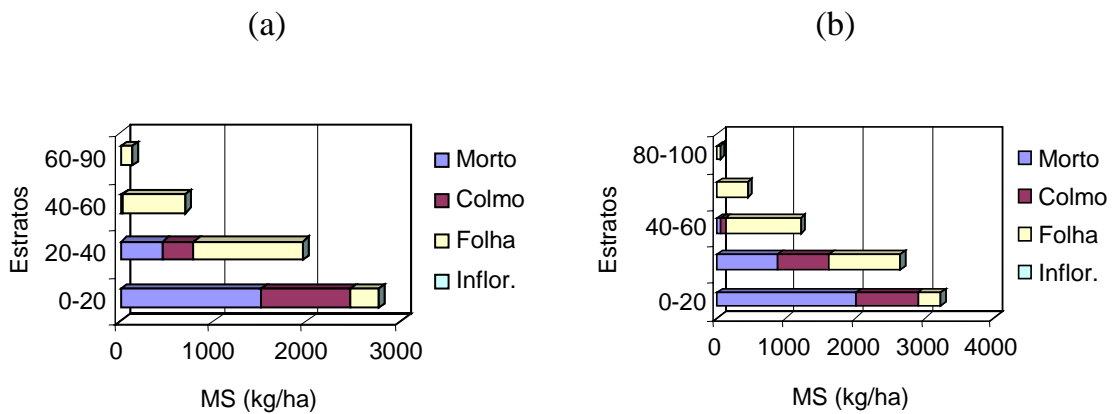 (a)
Estratos
60-90
40-60
20-40
0-20
0
1000
2000
3000
MS (kg/ha)
Morto
Colmo
Folha
Inflor.
(b)
Estratos
80-100
40-60
0-20
0
1000
2000
3000
4000
MS (kg/ha)
Morto
Colmo
Folha
Inflor.